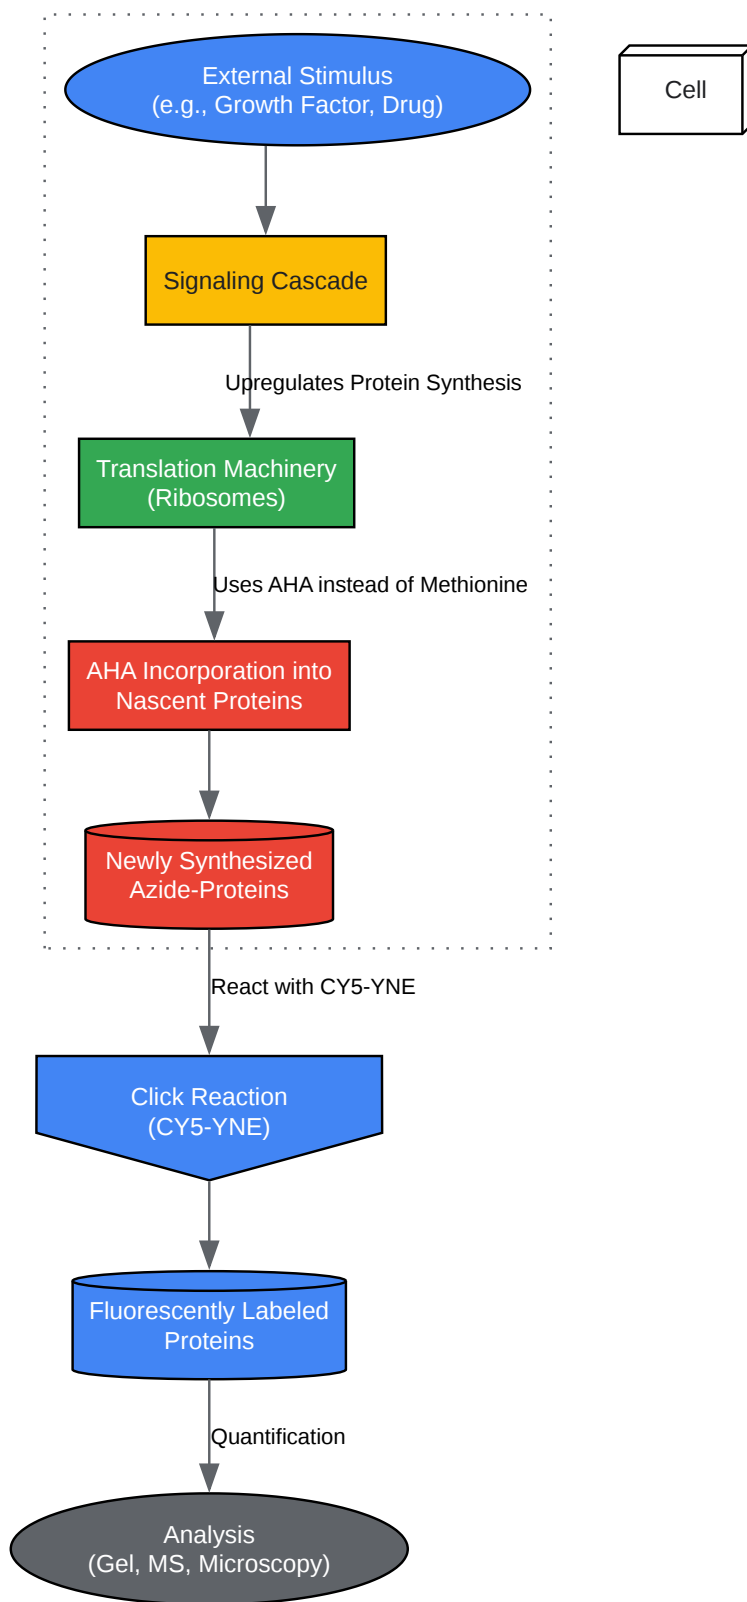 External Stimulus
(e.g., Growth Factor, Drug)
Cell
Signaling Cascade
Upregulates Protein Synthesis
Translation Machinery
(Ribosomes)
Uses AHA instead of Methionine
AHA Incorporation into
Nascent Proteins
Newly Synthesized
Azide-Proteins
React with CY5-YNE
Click Reaction
(CY5-YNE)
Fluorescently Labeled
Proteins
Quantification
Analysis
(Gel, MS, Microscopy)